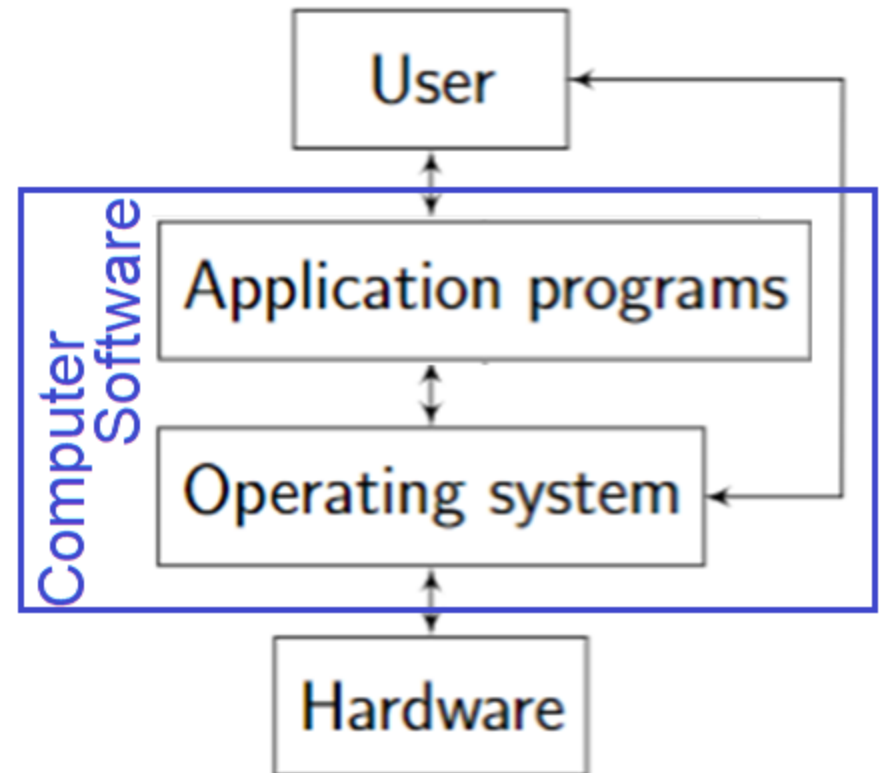 User
Computer
Software
Application programs
Operating system
Hardware